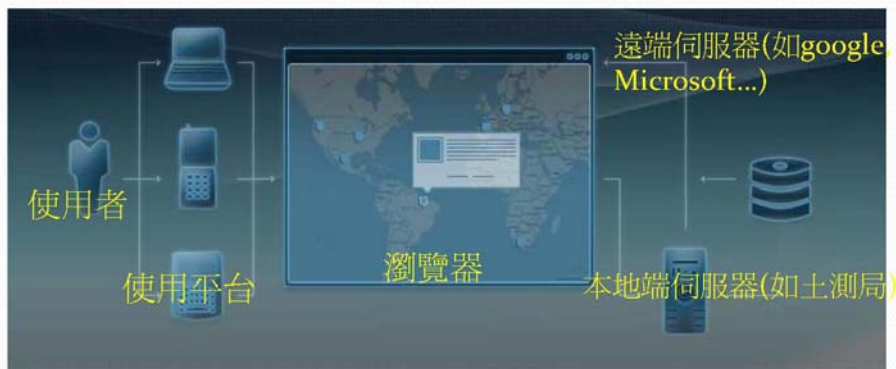 遠端伺服器(如google,
Microsoft...)
使用者
瀏覽器
使用平台
本地端伺服器(如土測局)